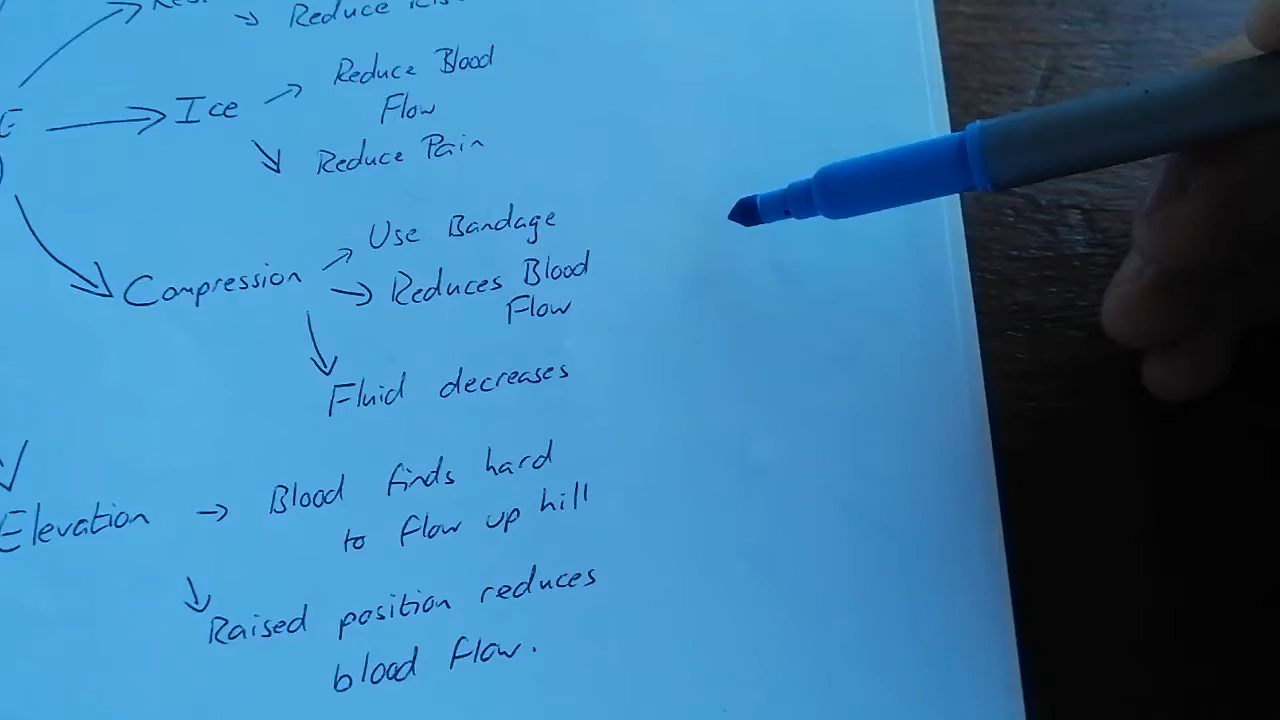 Reduce
Reduce Blood
Flow
Ice
Reduce Pain
Use Bandage
Compression
Reduces Blood
Flow
Fluid decreases
Elevation
Blood finds hard
to flow up hill
Raised position reduces
blood flow.